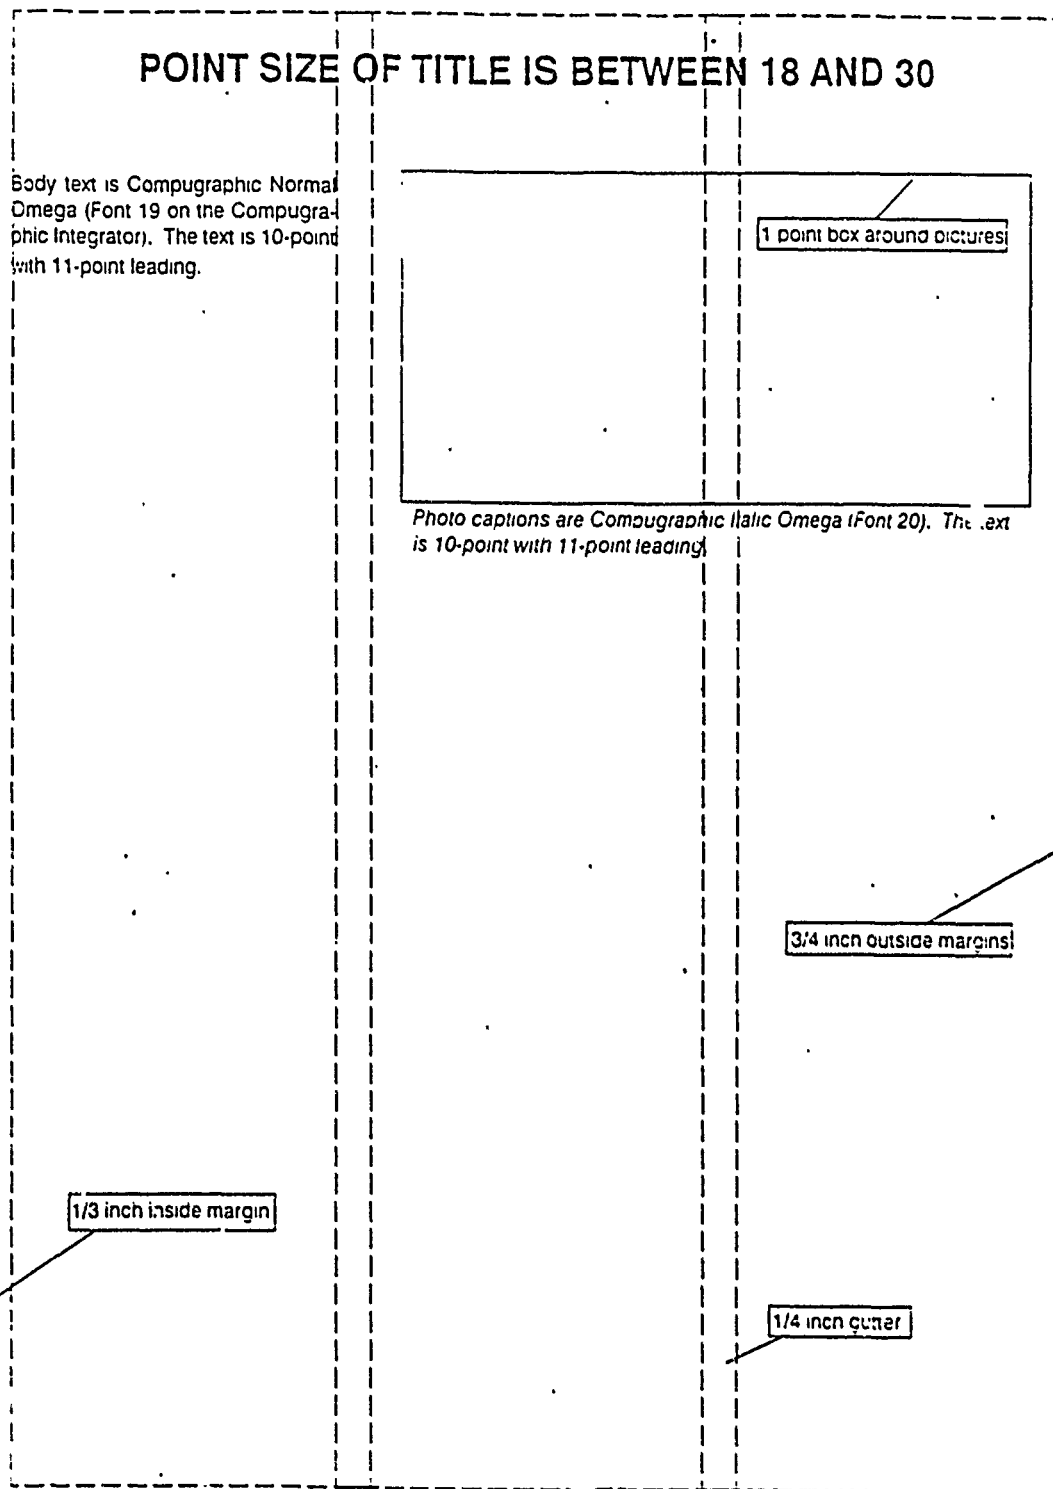 POINT SIZE OF TITLE IS BETWEEN 18 AND 30
Body text is Compugraphic Normal
Omega (Font 19 on the Compugra-
phic Integrator). The text is 10-point
with 11-point leading.
1 point box around pictures
Photo captions are Compugraphic Italic Omega (Font 20). The text
is 10-point with 11-point leading.
3/4 inch outside margins
1/3 inch inside margin
1/4 inch gutter